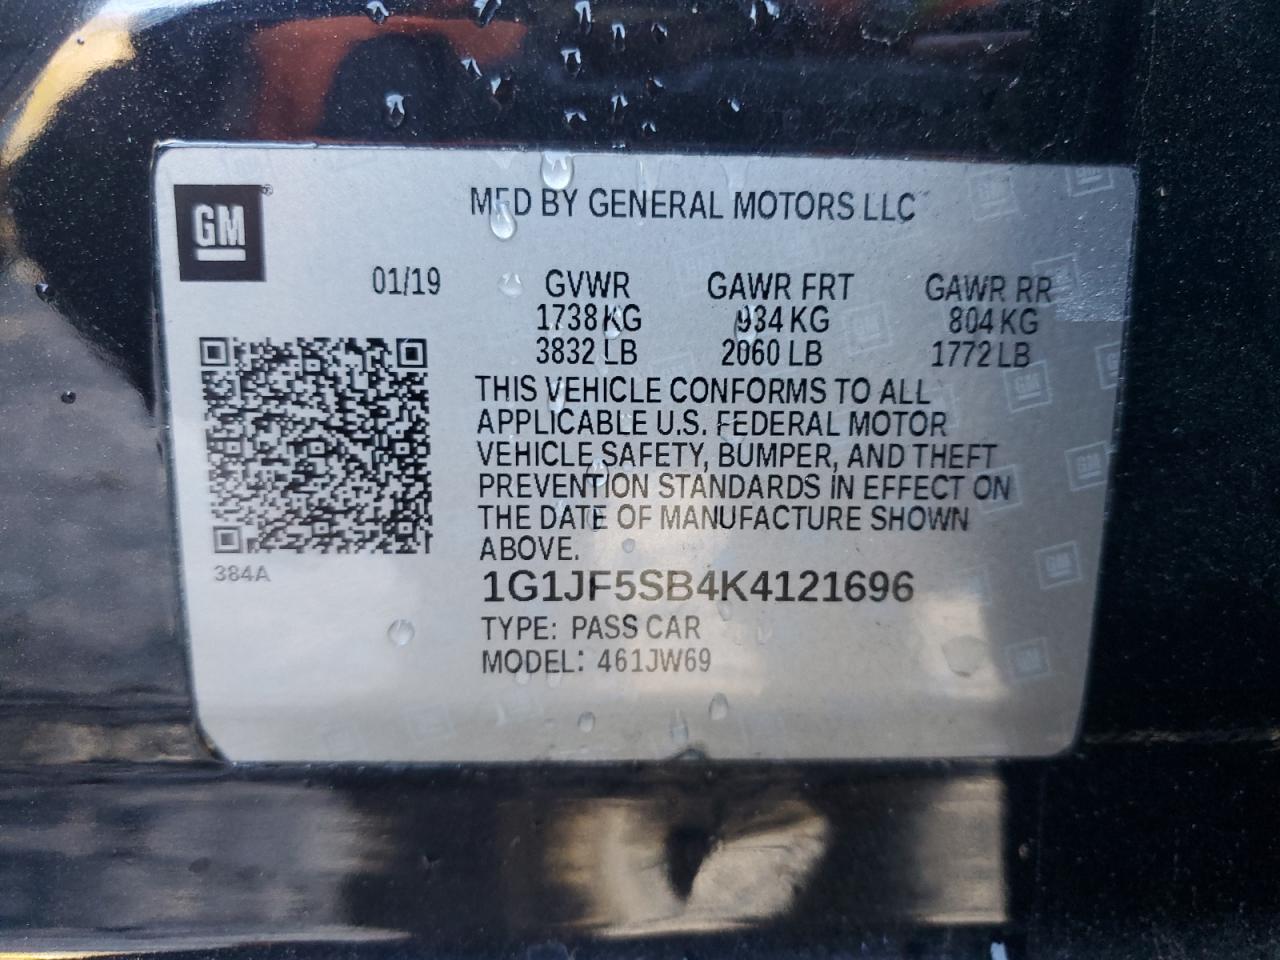 GM
MFD BY GENERAL MOTORS LLC
01/19 GVWR GAWR FRT GAWR RR
1738 KG 934 KG 804 KG
3832 LB 2060 LB 1772 LB
THIS VEHICLE CONFORMS TO ALL
APPLICABLE U.S. FEDERAL MOTOR
VEHICLE SAFETY, BUMPER, AND THEFT
PREVENTION STANDARDS IN EFFECT ON
THE DATE OF MANUFACTURE SHOWN
ABOVE.
384A
1G1JF5SB4K4121696
TYPE: PASS CAR
MODEL: 461JW69